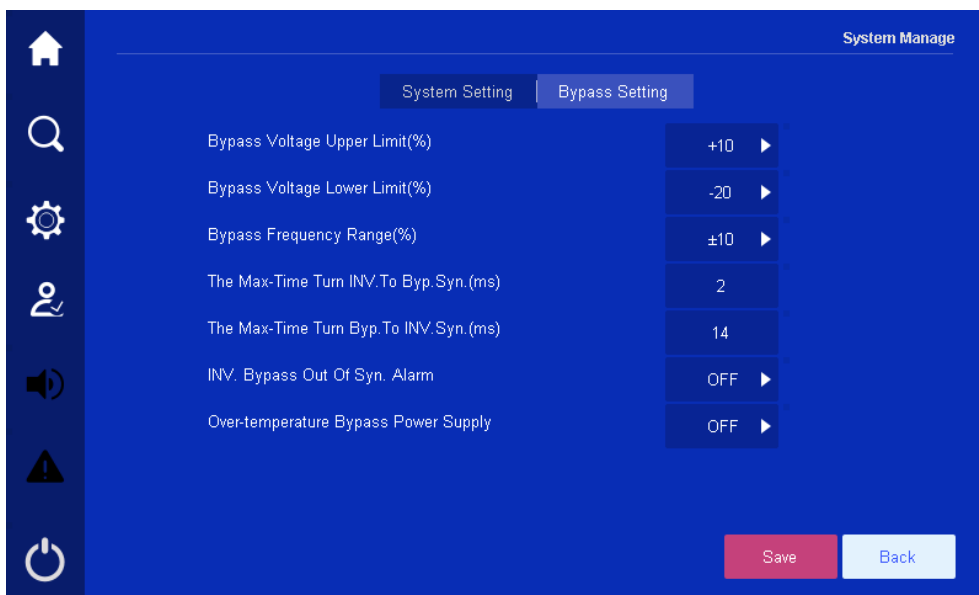 System Manage
System Setting Bypass Setting
Bypass Voltage Upper Limit(%) +10
Bypass Voltage Lower Limit(%) -20
Bypass Frequency Range(%) ±10
The Max-Time Turn INV.To Byp.Syn.(ms) 2
The Max-Time Turn Byp.To INV.Syn.(ms) 14
INV. Bypass Out Of Syn. Alarm OFF
Over-temperature Bypass Power Supply OFF
Save Back